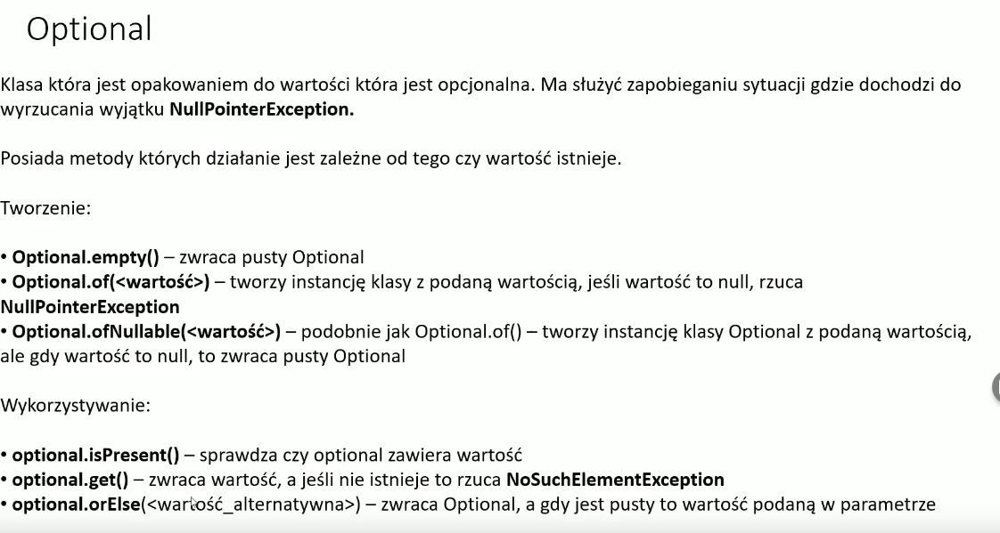 Optional
Klasa która jest opakowaniem do wartości która jest opcjonalna. Ma służyć zapobieganiu sytuacji gdzie dochodzi do
wyrzucania wyjątku NullPointerException.
Posiada metody których działanie jest zależne od tego czy wartość istnieje.
Tworzenie:
• Optional.empty() – zwraca pusty Optional
• Optional.of(<wartość>) – tworzy instancję klasy z podaną wartością, jeśli wartość to null, rzuca
NullPointerException
• Optional.ofNullable(<wartość>) – podobnie jak Optional.of() – tworzy instancję klasy Optional z podaną wartością,
ale gdy wartość to null, to zwraca pusty Optional
Wykorzystywanie:
• optional.isPresent() – sprawdza czy optional zawiera wartość
• optional.get() – zwraca wartość, a jeśli nie istnieje to rzuca NoSuchElementException
• optional.orElse(<wartość_alternatywna>) – zwraca Optional, a gdy jest pusty to wartość podaną w parametrze